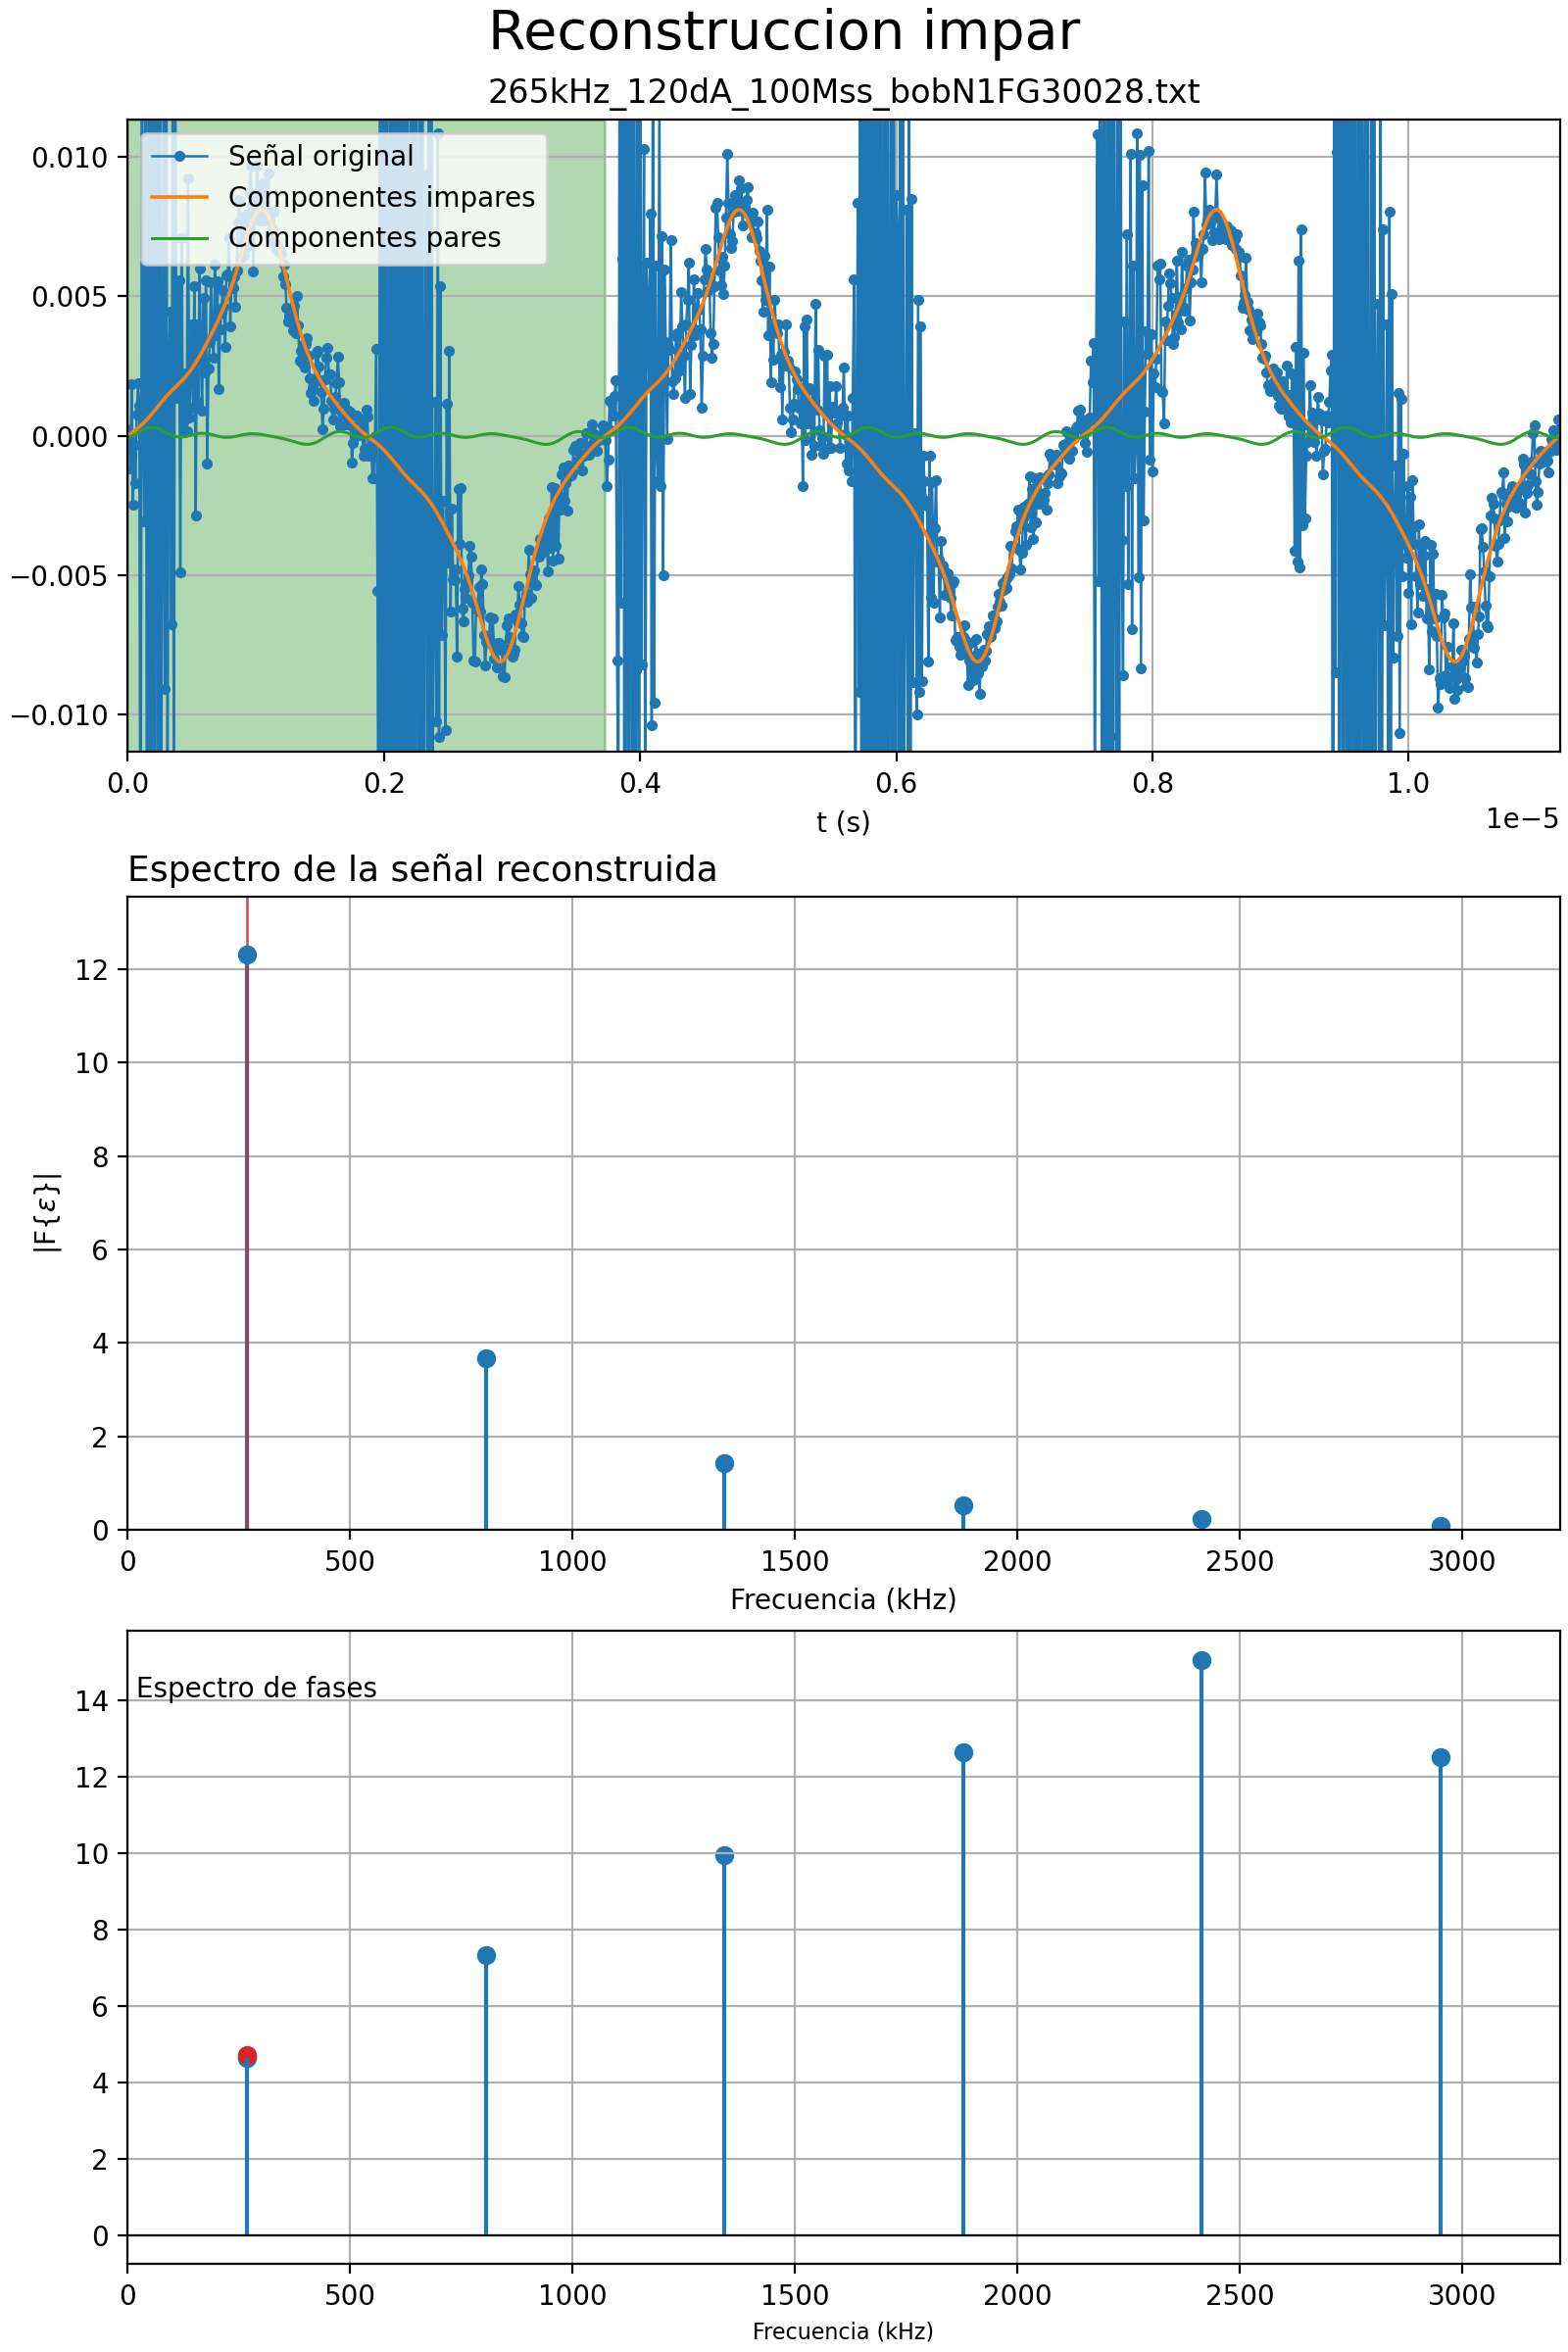 Reconstruccion impar
265kHz_120dA_100Mss_bobN1FG30028.txt
Señal original
Componentes impares
Componentes pares
0.010
0.005
0.000
−0.005
−0.010
0.0 0.2 0.4 0.6 0.8 1.0
1e−5
t (s)
Espectro de la señal reconstruida
12
10
8
6
4
2
0
|F{ε}|
0 500 1000 1500 2000 2500 3000
Frecuencia (kHz)
Espectro de fases
14
12
10
8
6
4
2
0
0 500 1000 1500 2000 2500 3000
Frecuencia (kHz)